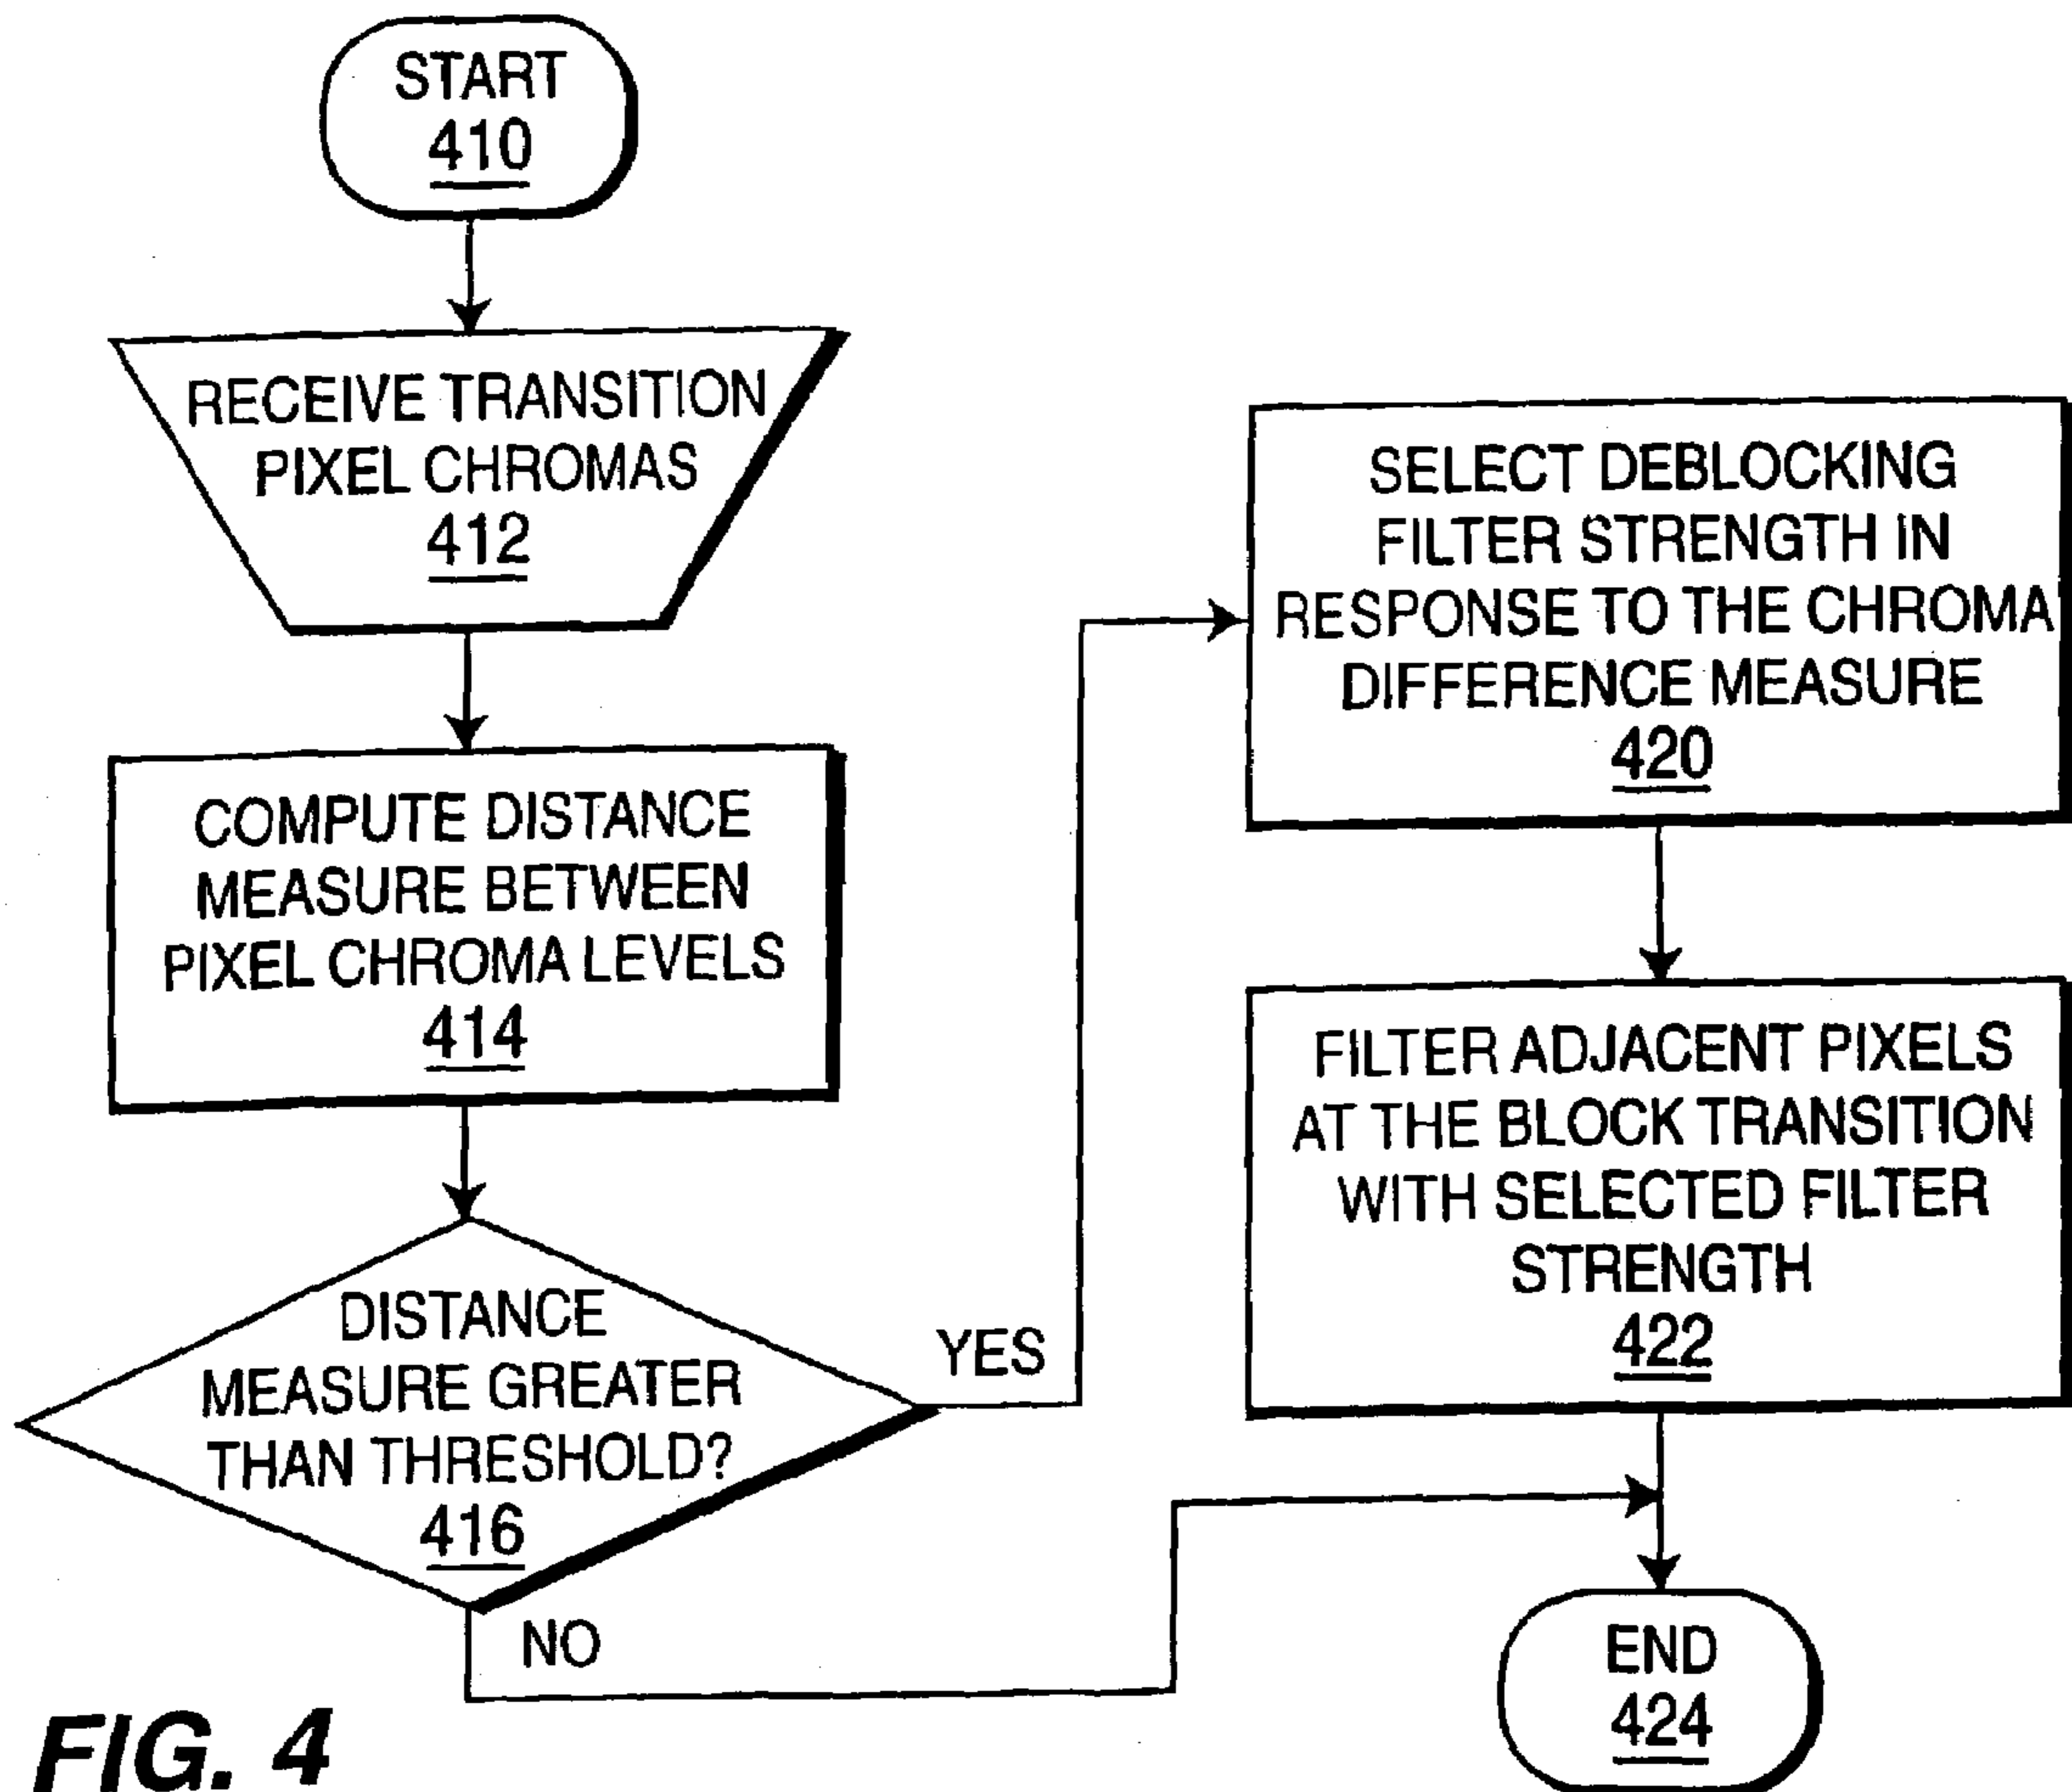 START
410
RECEIVE TRANSITION
PIXEL CHROMAS
412
COMPUTE DISTANCE
MEASURE BETWEEN
PIXEL CHROMA LEVELS
414
DISTANCE
MEASURE GREATER
THAN THRESHOLD?
416
YES
NO
SELECT DEBLOCKING
FILTER STRENGTH IN
RESPONSE TO THE CHROMA
DIFFERENCE MEASURE
420
FILTER ADJACENT PIXELS
AT THE BLOCK TRANSITION
WITH SELECTED FILTER
STRENGTH
422
END
424
FIG. 4